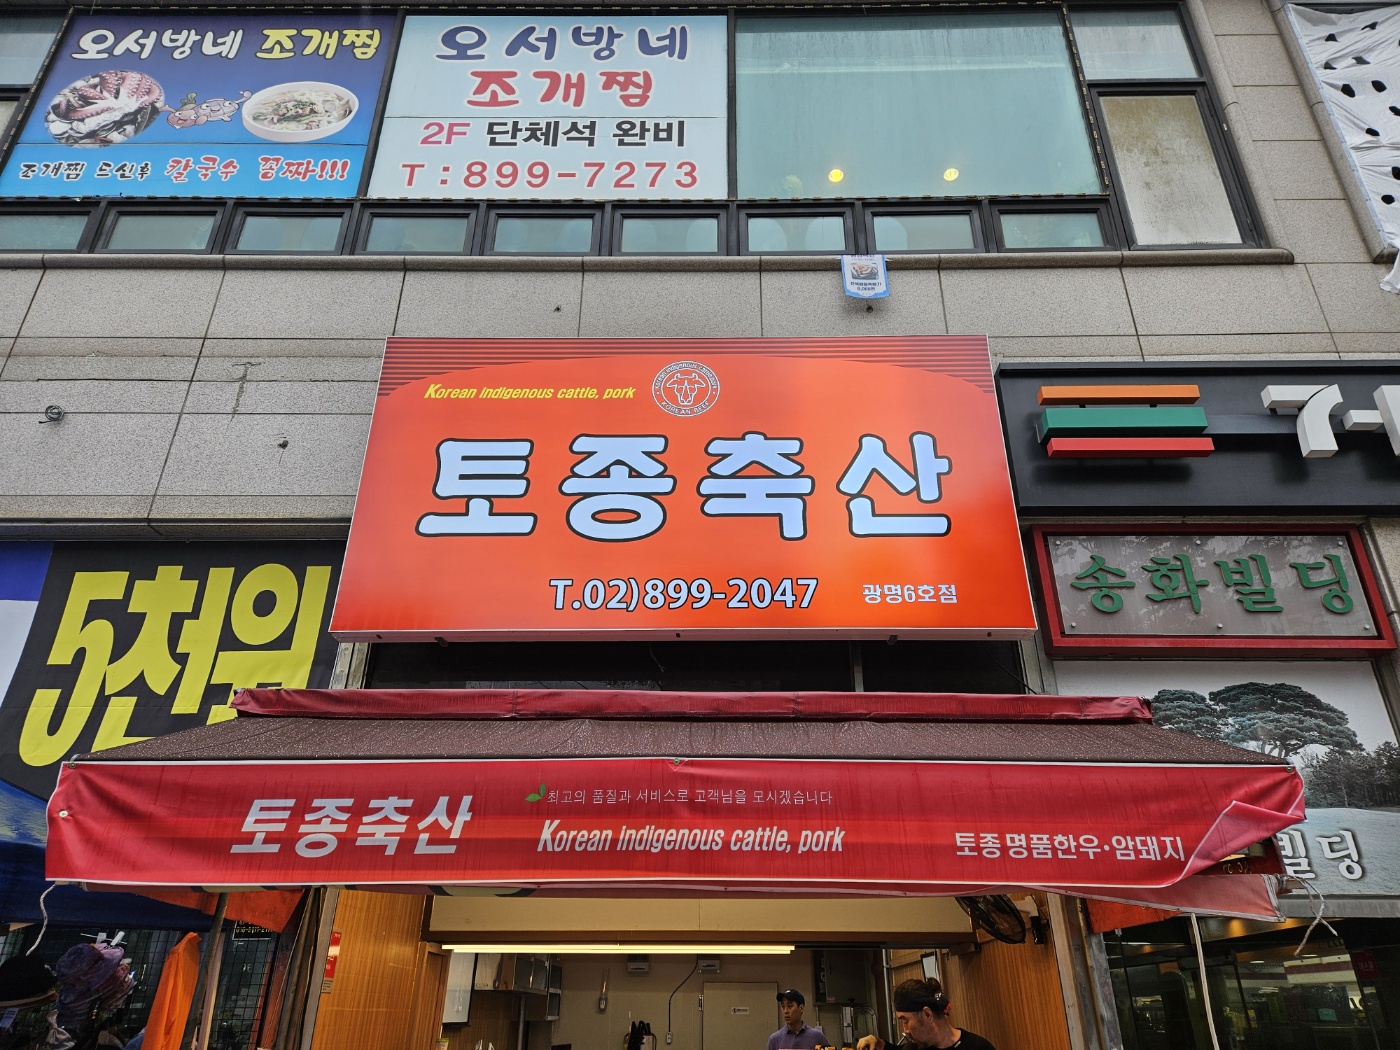 오서방네 조개찜
조개찜 드신후 칼국수 꽁짜!!!
오서방네
조개찜
2F 단체석 완비
T:899-7273
Korean indigenous cattle, pork
KOREAN BEEF
토종축산
T.02)899-2047
광명6호점
송화빌딩
5천원
토종축산
최고의 품질과 서비스로 고객님을 모시겠습니다
Korean indigenous cattle, pork
토종명품한우·암돼지
빌딩